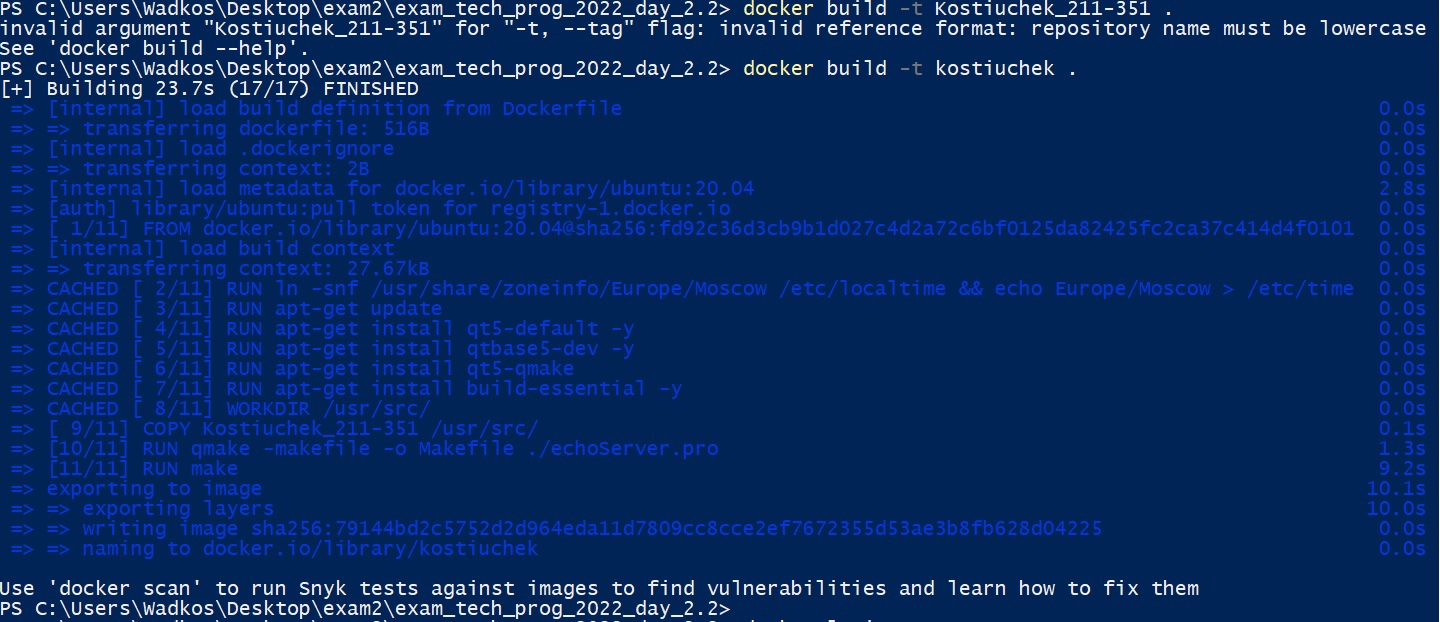 PS C:\Users\Wadkos\Desktop\exam2\exam_tech_prog_2022_day_2.2> docker build -t Kostiuchek_211-351 .
invalid argument "Kostiuchek_211-351" for "-t, --tag" flag: invalid reference format: repository name must be lowercase
See 'docker build --help'.
PS C:\Users\Wadkos\Desktop\exam2\exam_tech_prog_2022_day_2.2> docker build -t kostiuchek .
[+] Building 23.7s (17/17) FINISHED
=> [internal] load build definition from Dockerfile 0.0s
=> => transferring dockerfile: 516B 0.0s
=> [internal] load .dockerignore 0.0s
=> => transferring context: 2B 0.0s
=> [internal] load metadata for docker.io/library/ubuntu:20.04 2.8s
=> [auth] library/ubuntu:pull token for registry-1.docker.io 0.0s
=> [ 1/11] FROM docker.io/library/ubuntu:20.04@sha256:fd92c36d3cb9b1d027c4d2a72c6bf0125da82425fc2ca37c414d4f0101 0.0s
=> [internal] load build context 0.0s
=> => transferring context: 27.67kB 0.0s
=> CACHED [ 2/11] RUN ln -snf /usr/share/zoneinfo/Europe/Moscow /etc/localtime && echo Europe/Moscow > /etc/time 0.0s
=> CACHED [ 3/11] RUN apt-get update 0.0s
=> CACHED [ 4/11] RUN apt-get install qt5-default -y 0.0s
=> CACHED [ 5/11] RUN apt-get install qtbase5-dev -y 0.0s
=> CACHED [ 6/11] RUN apt-get install qt5-qmake 0.0s
=> CACHED [ 7/11] RUN apt-get install build-essential -y 0.0s
=> CACHED [ 8/11] WORKDIR /usr/src/ 0.0s
=> [ 9/11] COPY Kostiuchek_211-351 /usr/src/ 0.1s
=> [10/11] RUN qmake -makefile -o Makefile ./echoServer.pro 1.3s
=> [11/11] RUN make 9.2s
=> exporting to image 10.1s
=> => exporting layers 10.0s
=> => writing image sha256:79144bd2c5752d2d964eda11d7809cc8cce2ef7672355d53ae3b8fb628d04225 0.0s
=> => naming to docker.io/library/kostiuchek 0.0s
Use 'docker scan' to run Snyk tests against images to find vulnerabilities and learn how to fix them
PS C:\Users\Wadkos\Desktop\exam2\exam_tech_prog_2022_day_2.2>